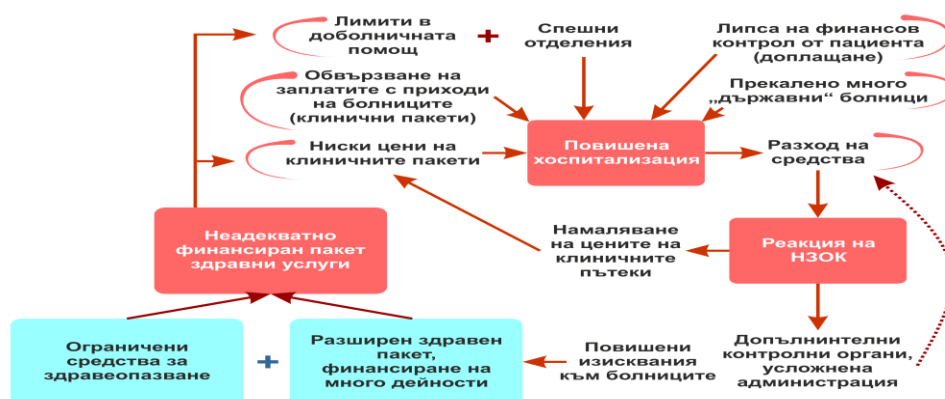 Лимити в
доболничната
помощ
+
Спешни
отделения
Липса на финансов
контрол от пациента
(доплащане)
Обвързване на
заплатите с приходи
на болниците
(клинични пакети)
Прекалено много
„държавни“ болници
Ниски цени на
клиничните пакети
Повишена
хоспитализация
Разход на
средства
Неадекватно
финансиран пакет
здравни услуги
Намаляване
на цените на
клиничните
пътеки
Реакция на
НЗОК
Ограничени
средства за
здравеопазване
+
Разширен здравен
пакет,
финансиране на
много дейности
Повишени
изисквания
към болниците
Допълнинтелни
контролни органи,
усложнена
администрация